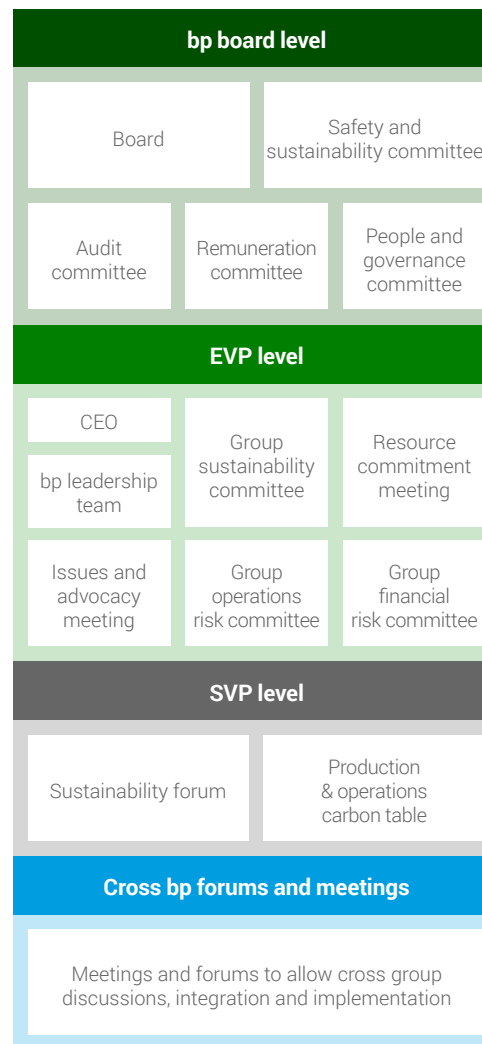 bp board level
Board
Safety and
sustainability committee
Audit
committee
Remuneration
committee
People and
governance
committee
EVP level
CEO
bp leadership
team
Group
sustainability
committee
Resource
commitment
meeting
Issues and
advocacy
meeting
Group
operations
risk committee
Group
financial
risk committee
SVP level
Sustainability forum
Production
& operations
carbon table
Cross bp forums and meetings
Meetings and forums to allow cross group
discussions, integration and implementation